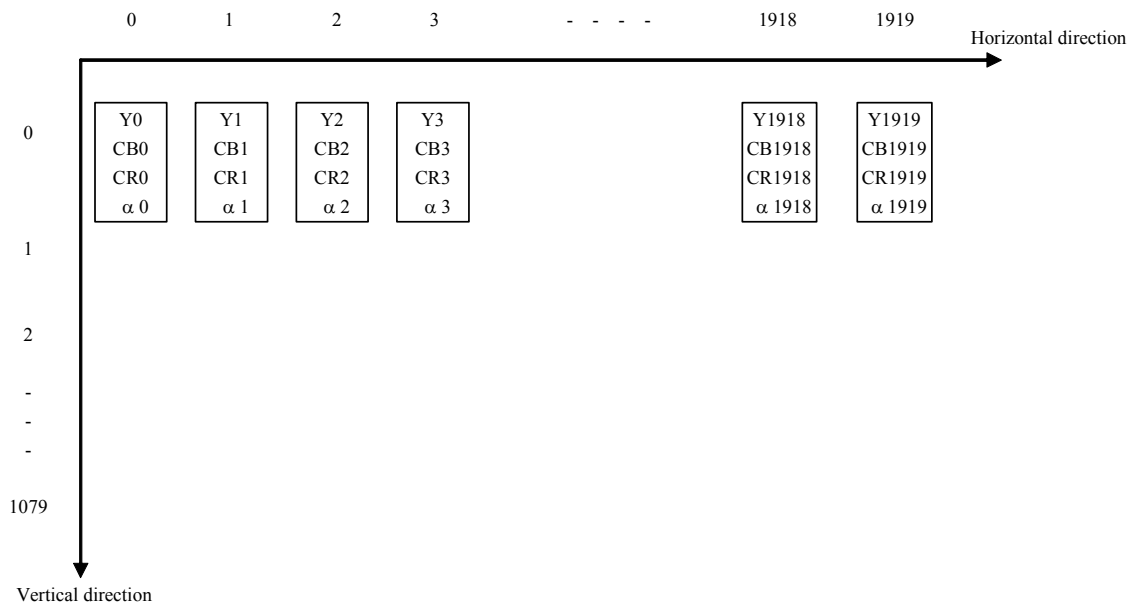 0 1 2 3 - - - - 1918 1919
Horizontal direction
0
Y0 Y1 Y2 Y3 Y1918 Y1919
CB0 CB1 CB2 CB3 CB1918 CB1919
CR0 CR1 CR2 CR3 CR1918 CR1919
α 0 α 1 α 2 α 3 α 1918 α 1919
1
2
-
-
-
1079
Vertical direction